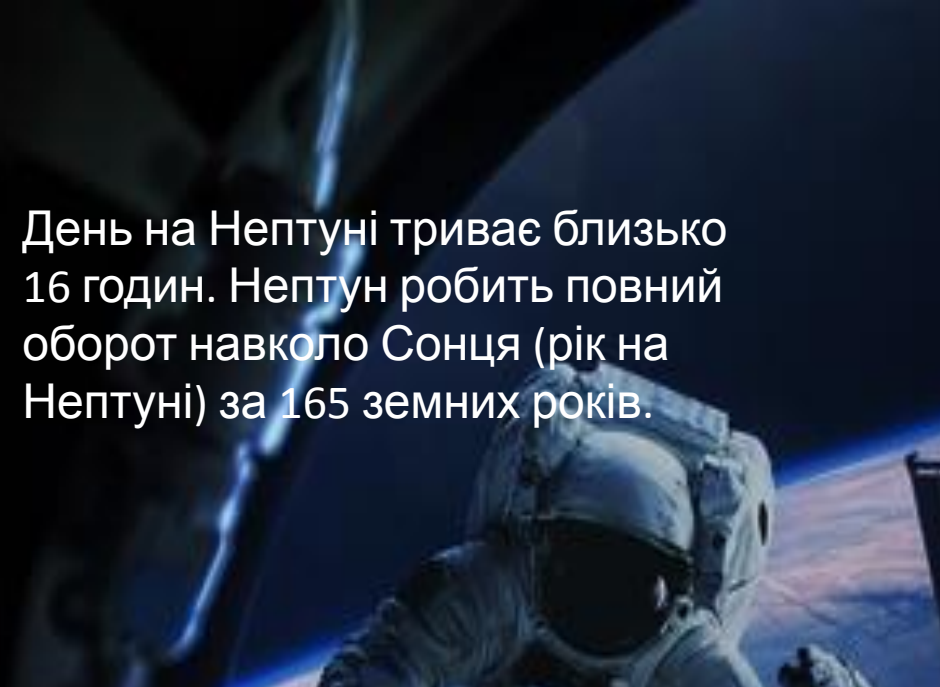 День на Нептуні триває близько
16 годин. Нептун робить повний
оборот навколо Сонця (рік на
Нептуні) за 165 земних років.